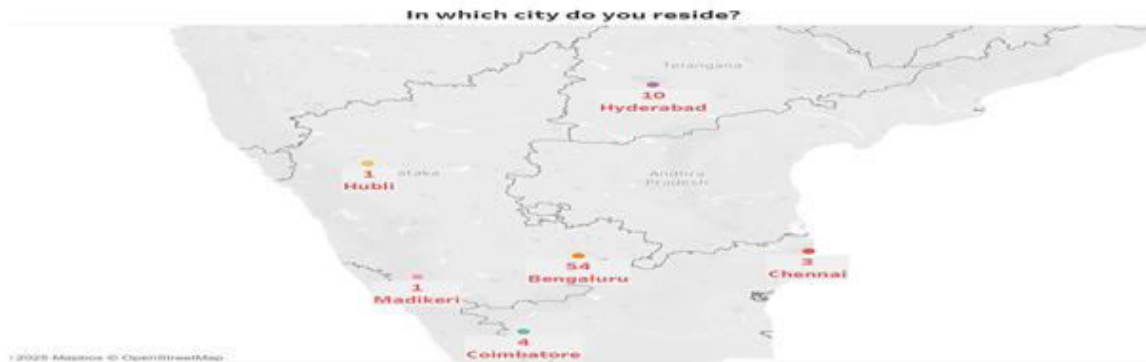 In which city do you reside?
Telangana
10
Hyderabad
1
ataka
Hubli
Andhra
Pradesh
54
Bengaluru
3
Chennai
1
Madikeri
4
Coimbatore
2025 Mapbox © OpenStreetMap